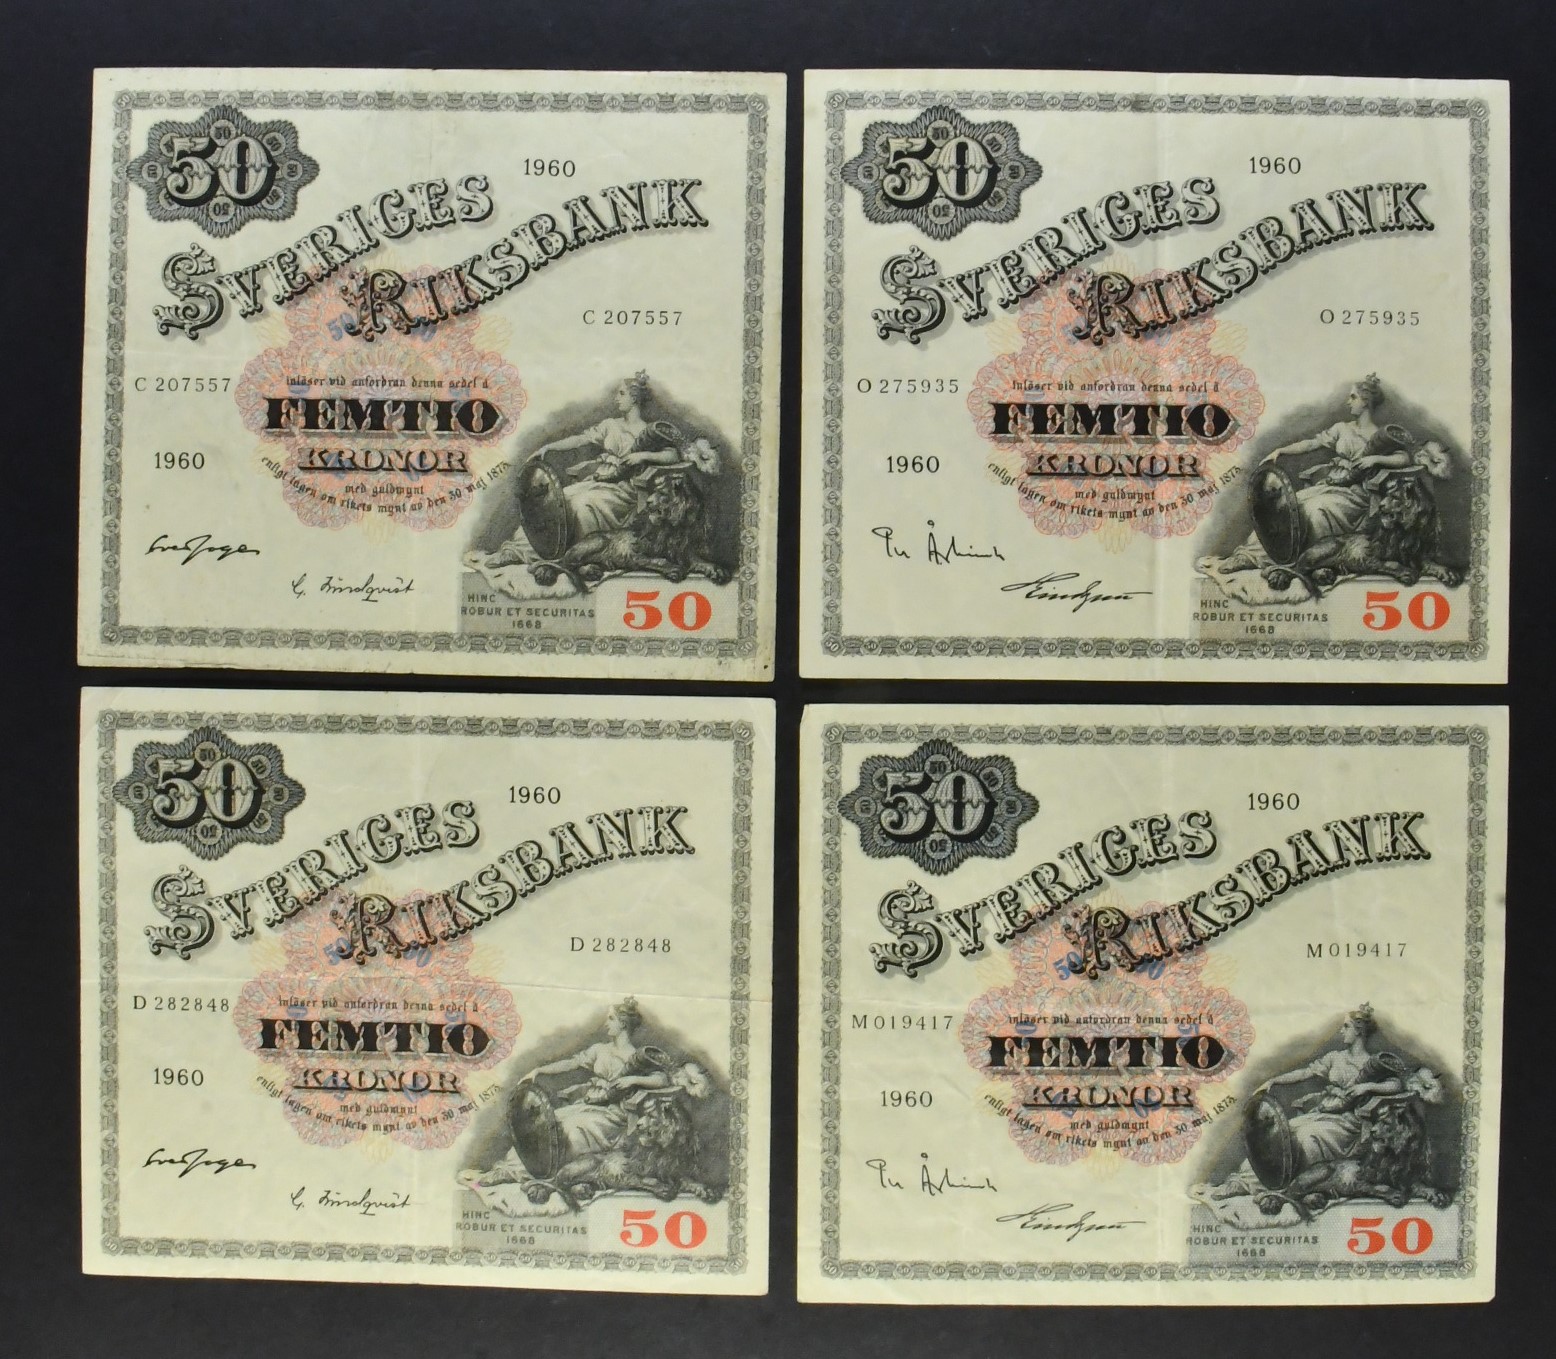 50
1960
SVERIGES
RIKSBANK
C 207557
C 207557
inlöser vid anfordran denna sedel å
FEMTIO
KRONOR
1960
med guldmynt
enligt lagen om rikets mynt av den 30 maj 1873
G. Lindqvist
HINC
ROBUR ET SECURITAS
1668
50
50
1960
SVERIGES
RIKSBANK
O 275935
O 275935
inlöser vid anfordran denna sedel å
FEMTIO
KRONOR
1960
med guldmynt
enligt lagen om rikets mynt av den 30 maj 1873
HINC
ROBUR ET SECURITAS
1668
50
50
1960
SVERIGES
RIKSBANK
D 282848
D 282848
inlöser vid anfordran denna sedel å
FEMTIO
KRONOR
1960
med guldmynt
enligt lagen om rikets mynt av den 30 maj 1873
G. Lindqvist
HINC
ROBUR ET SECURITAS
1668
50
50
1960
SVERIGES
RIKSBANK
M 019417
M 019417
inlöser vid anfordran denna sedel å
FEMTIO
KRONOR
1960
med guldmynt
enligt lagen om rikets mynt av den 30 maj 1873
HINC
ROBUR ET SECURITAS
1668
50